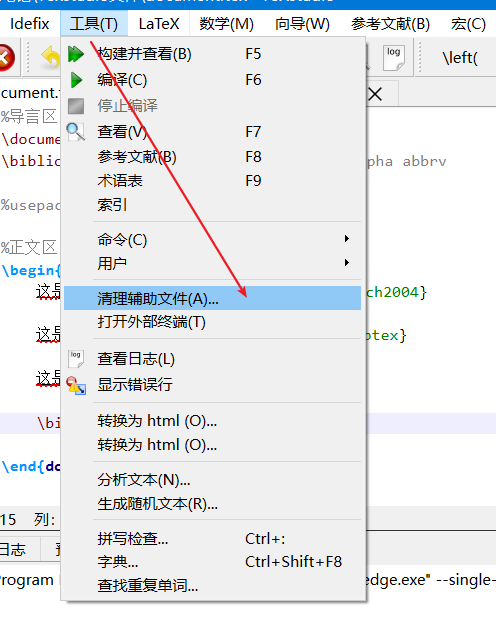 Idefix 工具(T) LaTeX 数学(M) 向导(W) 参考文献(B) 宏(C)
构建并查看(B) F5
log \left(
编译(C) F6
cument.
停止编译
%导言区
查看(V) F7
\docume
参考文献(B) F8
\biblio pha abbrv
术语表 F9
索引
%usepac
命令(C)
%正文区
用户
\begin{
清理辅助文件(A)...
这是 ch2004}
打开外部终端(T)
这是 ptex}
log 查看日志(L)
这是
显示错误行
转换为 html (O)...
\bi
转换为 html (O)...
\end{do
分析文本(N)...
生成随机文本(R)...
15 列:
拼写检查... Ctrl+:
日志
字典... Ctrl+Shift+F8
Program edge.exe" --single-
查找重复单词...